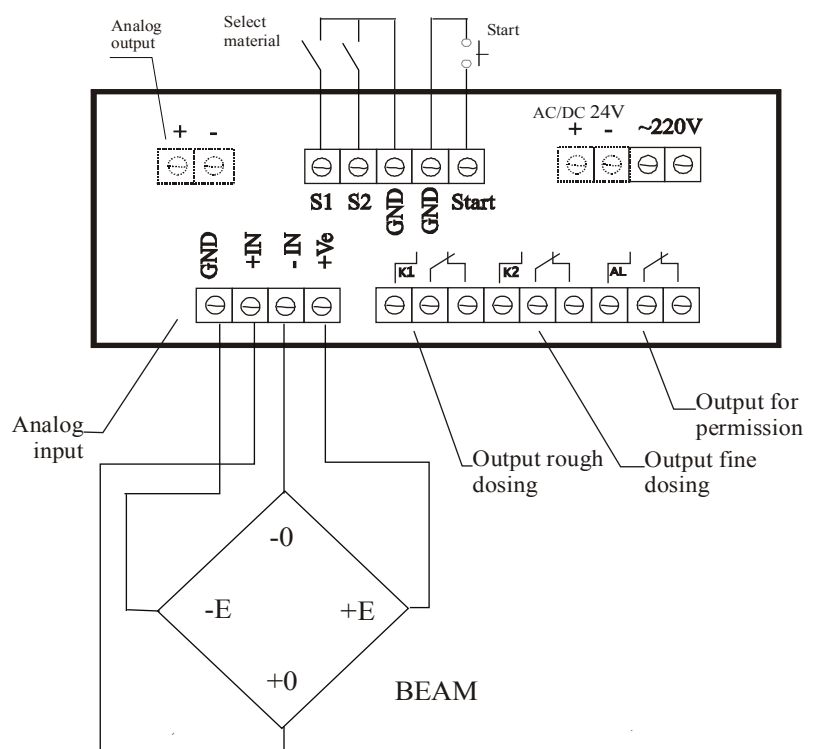 Analog
output
Select
material
Start
AC/DC 24V
+ - ~220V
+ -
S1 S2 GND GND Start
GND +IN - IN +Ve
K1 K2 AL
Analog
input
Output rough
dosing
Output fine
dosing
Output for
permission
-0
-E +E
+0
BEAM